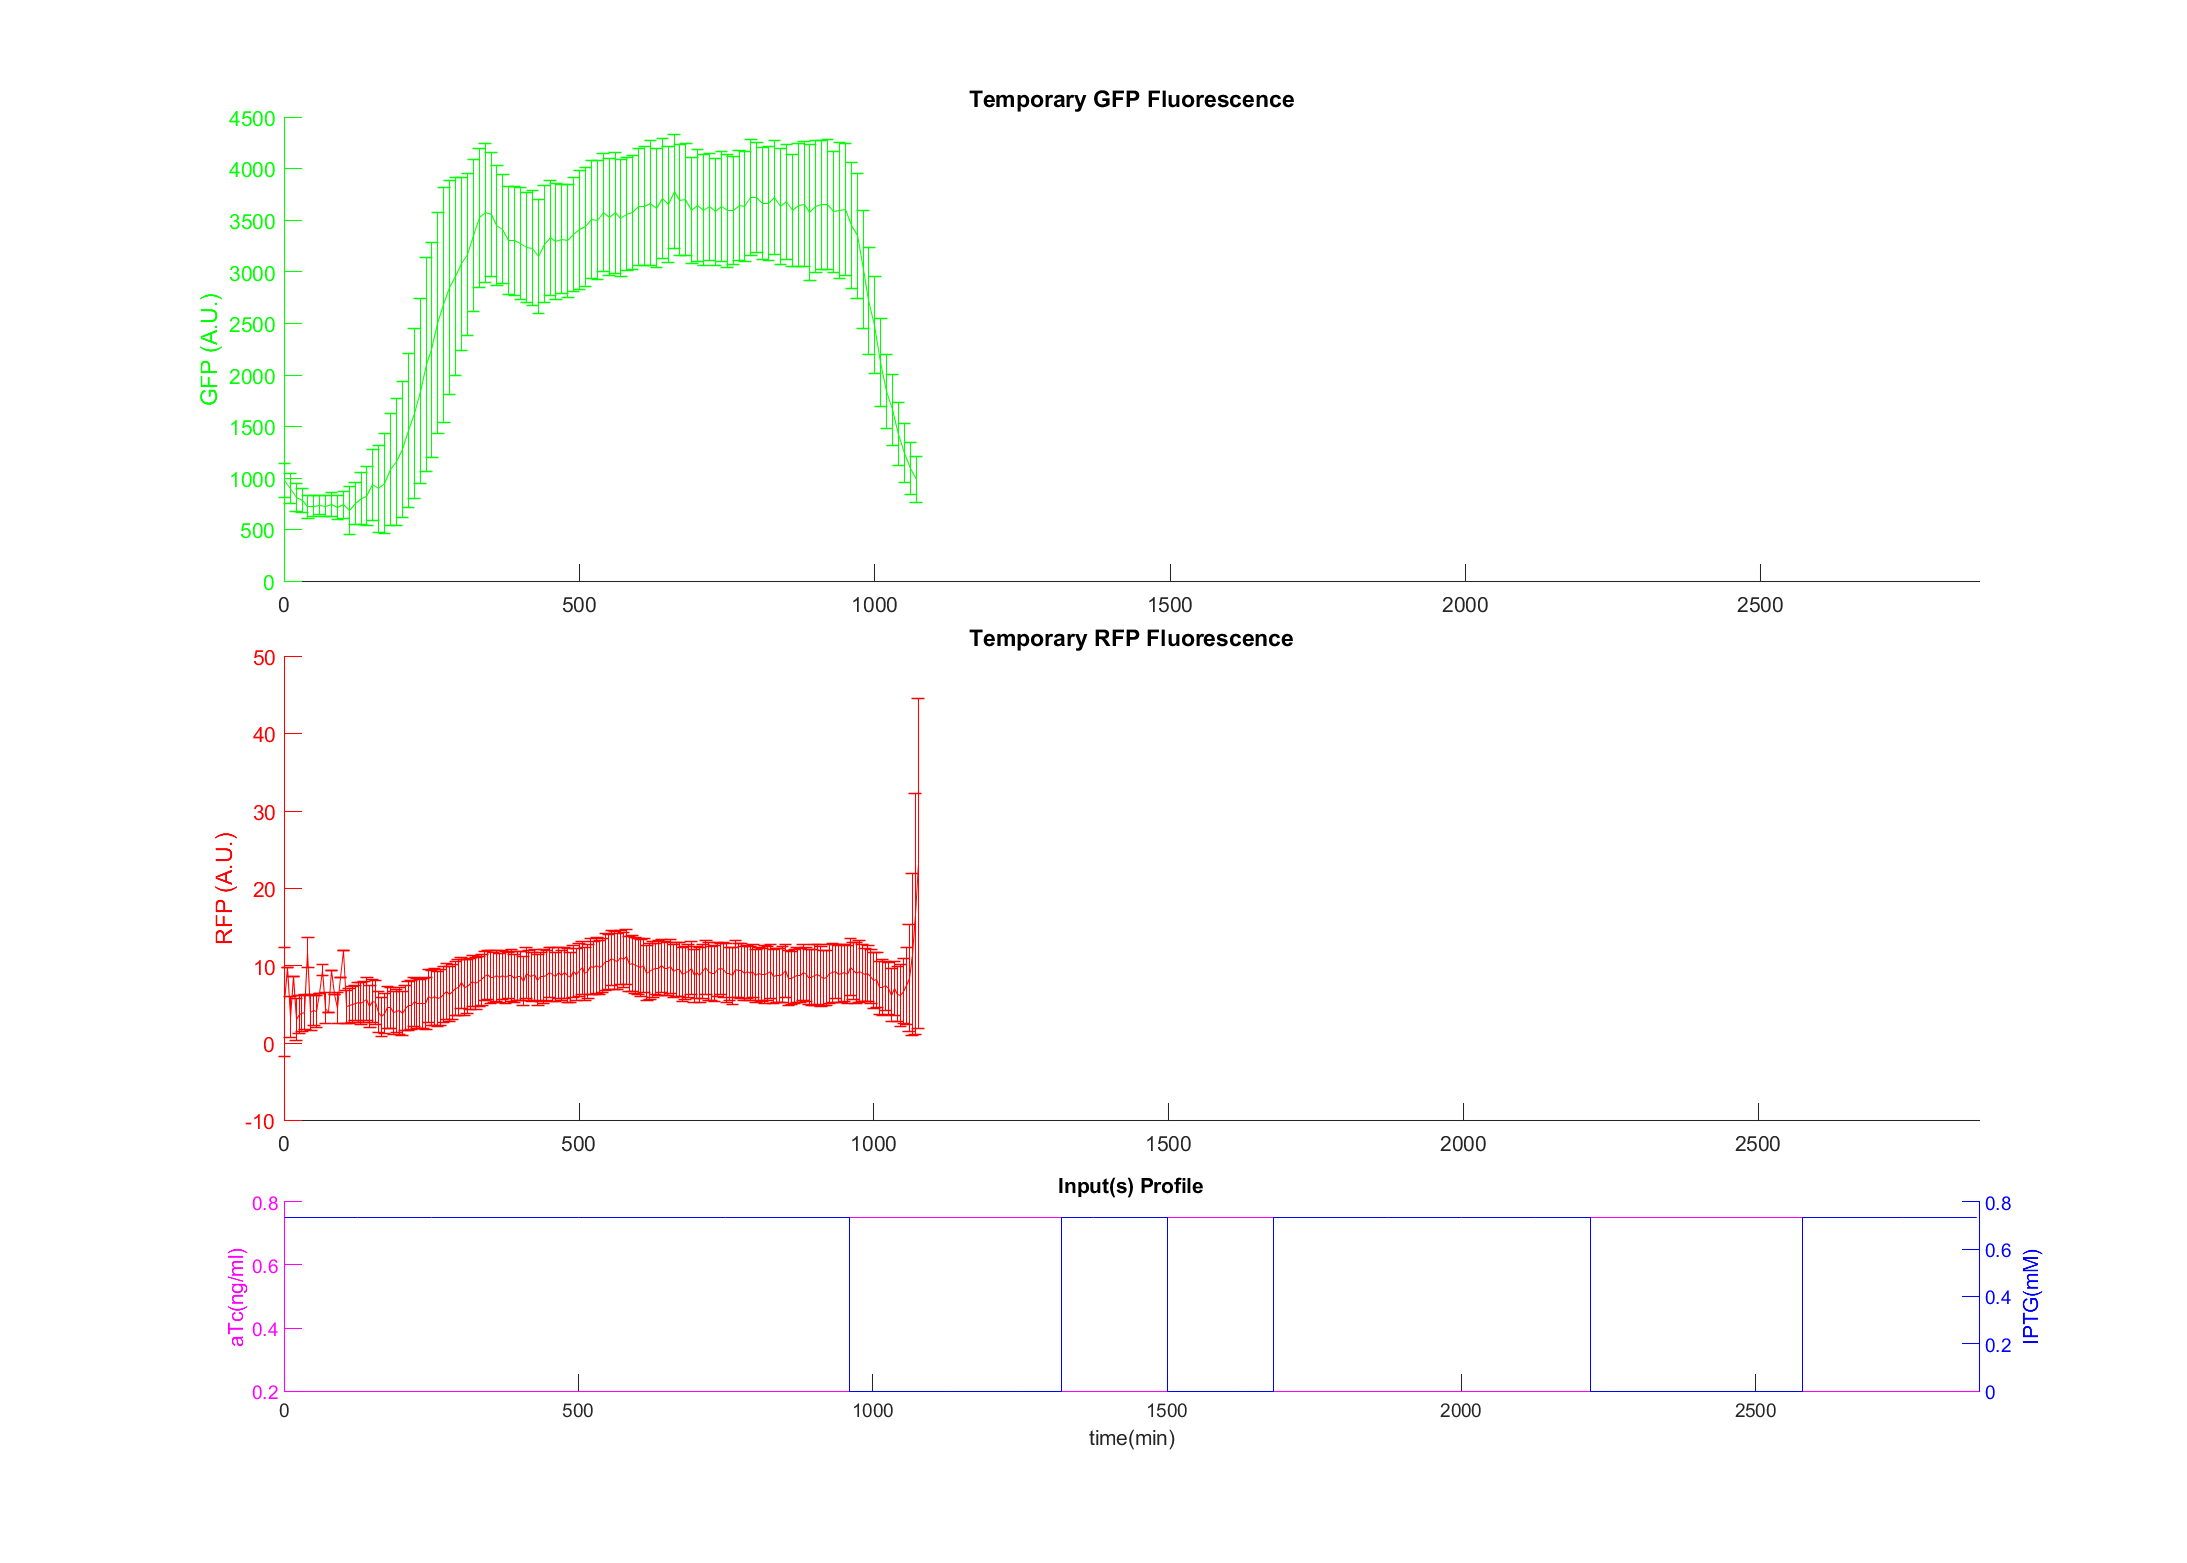 Temporary GFP Fluorescence
4500
4000
3500
3000
2500
2000
1500
1000
500
0
GFP (A.U.)
0 500 1000 1500 2000 2500
Temporary RFP Fluorescence
50
40
30
20
10
0
-10
RFP (A.U.)
0 500 1000 1500 2000 2500
Input(s) Profile
0.8
0.6
0.4
0.2
aTc(ng/ml)
0.8
0.6
0.4
0.2
0
IPTG(mM)
0 500 1000 1500 2000 2500
time(min)